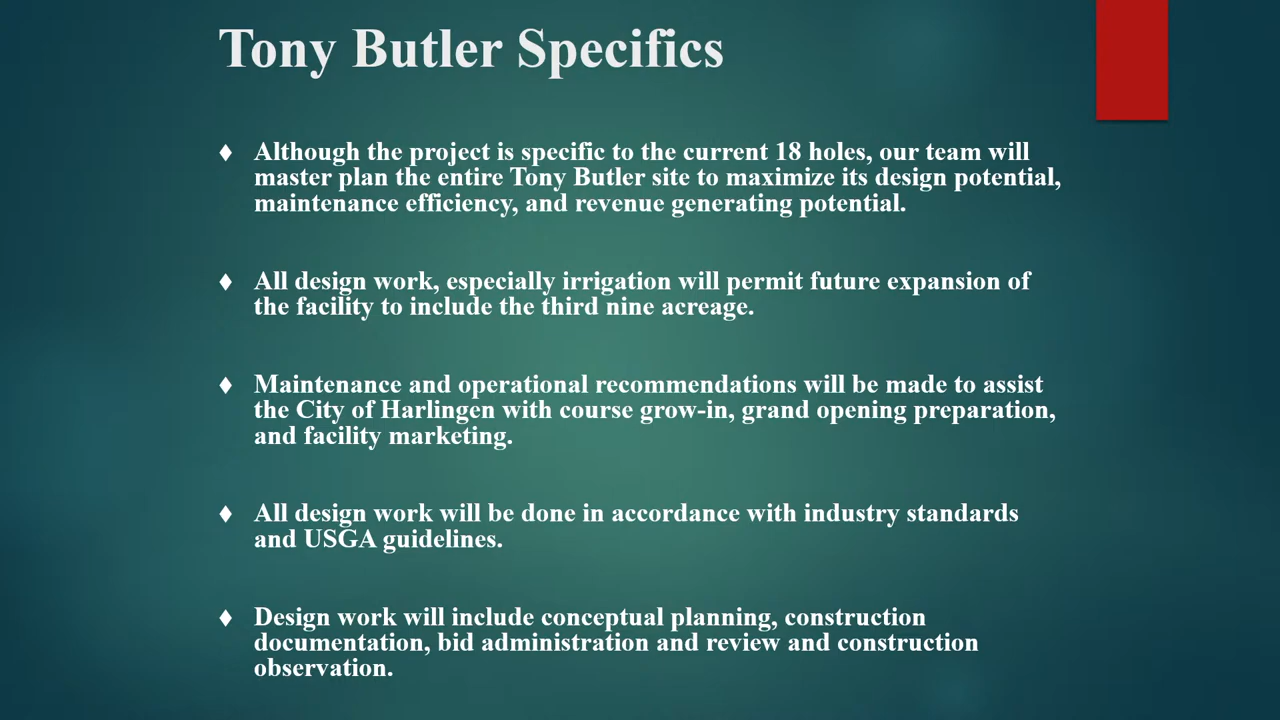 Tony Butler Specifics
♦ Although the project is specific to the current 18 holes, our team will
master plan the entire Tony Butler site to maximize its design potential,
maintenance efficiency, and revenue generating potential.
♦ All design work, especially irrigation will permit future expansion of
the facility to include the third nine acreage.
♦ Maintenance and operational recommendations will be made to assist
the City of Harlingen with course grow-in, grand opening preparation,
and facility marketing.
♦ All design work will be done in accordance with industry standards
and USGA guidelines.
♦ Design work will include conceptual planning, construction
documentation, bid administration and review and construction
observation.